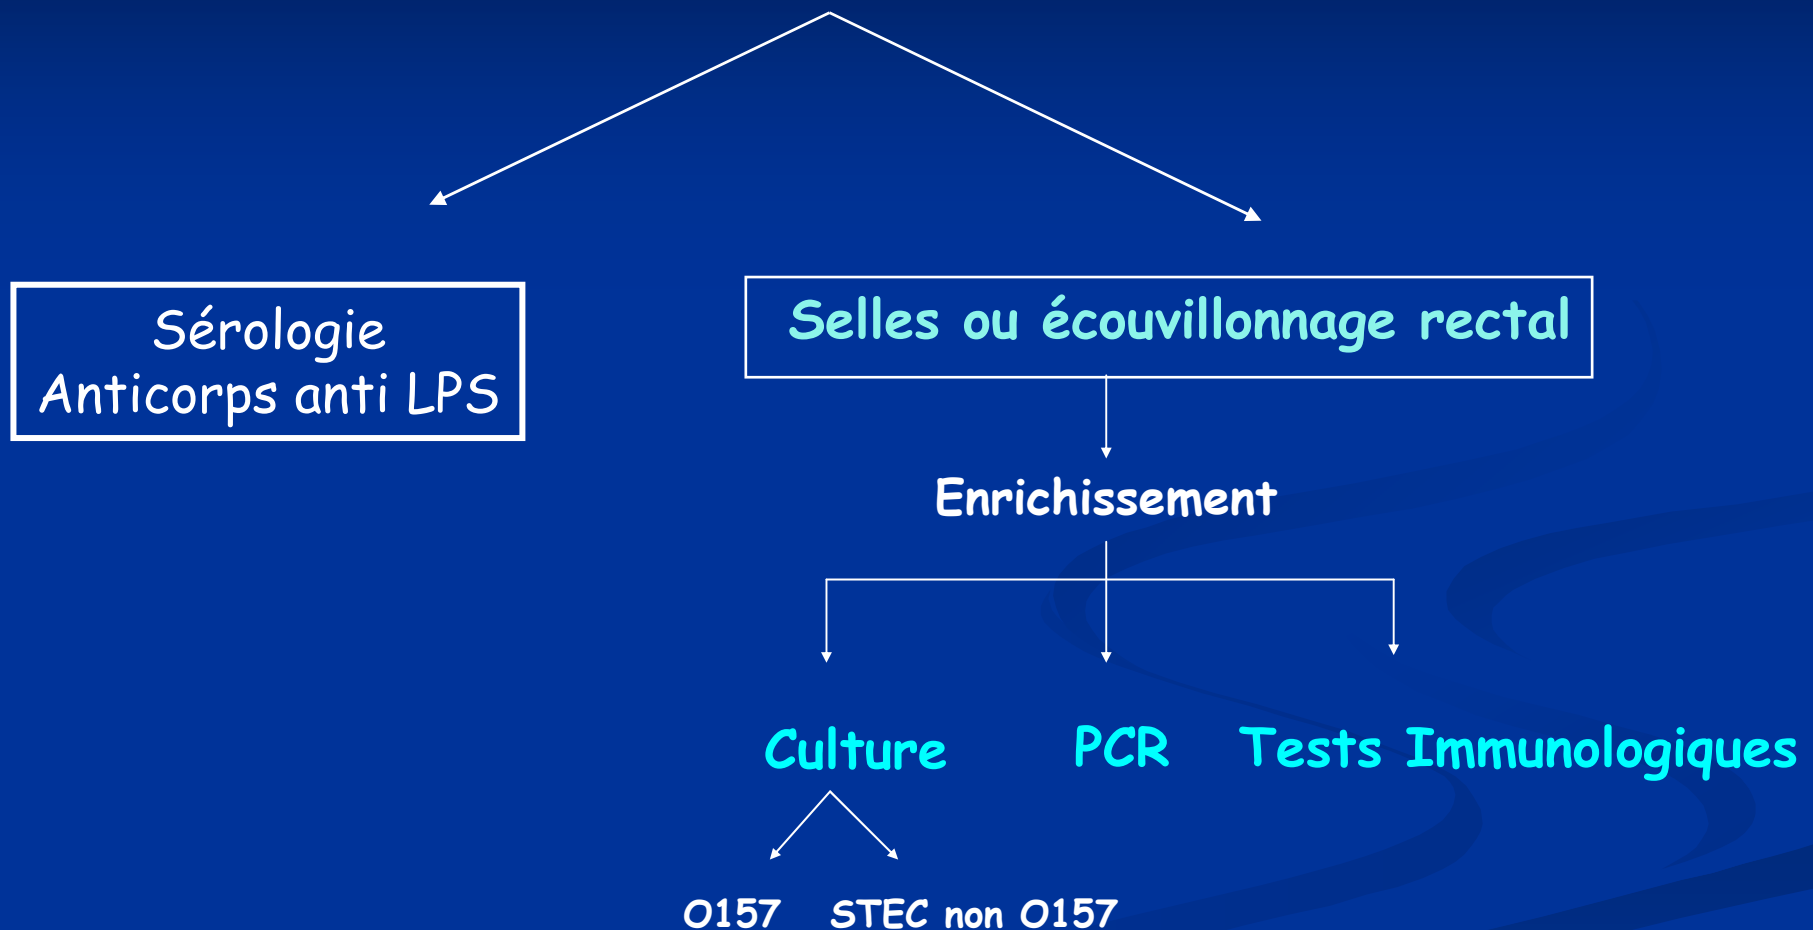 Sérologie
Anticorps anti LPS
Selles ou écouvillonnage rectal
Enrichissement
Culture PCR Tests Immunologiques
O157 STEC non O157